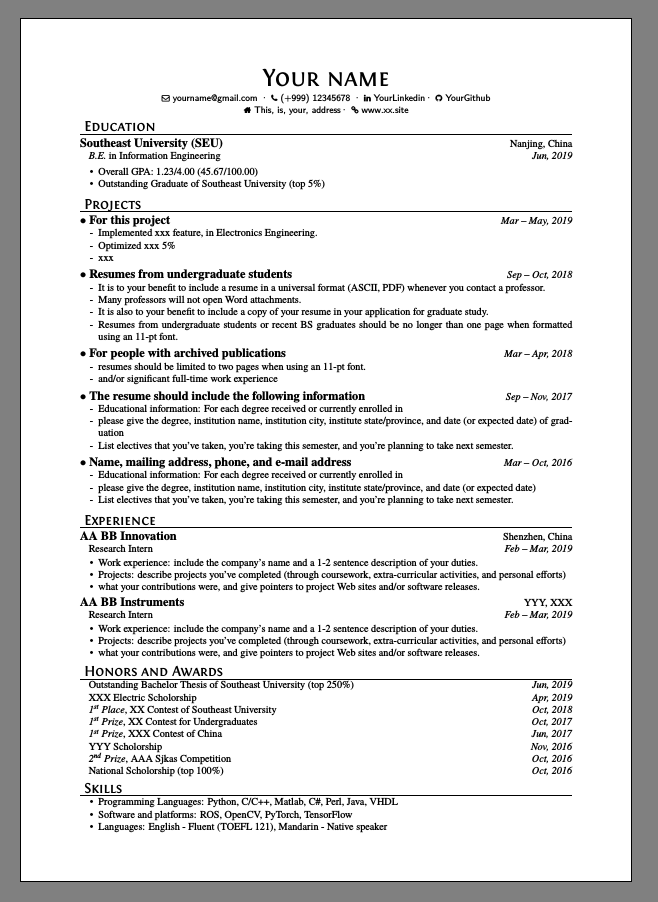 YOUR NAME
yourname@gmail.com · (+999) 12345678 · YourLinkedin · YourGithub
This, is, your, address · www.xx.site
EDUCATION
Southeast University (SEU) Nanjing, China
B.E. in Information Engineering Jun, 2019
• Overall GPA: 1.23/4.00 (45.67/100.00)
• Outstanding Graduate of Southeast University (top 5%)
PROJECTS
● For this project Mar – May, 2019
- Implemented xxx feature, in Electronics Engineering.
- Optimized xxx 5%
- xxx
● Resumes from undergraduate students Sep – Oct, 2018
- It is to your benefit to include a resume in a universal format (ASCII, PDF) whenever you contact a professor.
- Many professors will not open Word attachments.
- It is also to your benefit to include a copy of your resume in your application for graduate study.
- Resumes from undergraduate students or recent BS graduates should be no longer than one page when formatted
using an 11-pt font.
● For people with archived publications Mar – Apr, 2018
- resumes should be limited to two pages when using an 11-pt font.
- and/or significant full-time work experience
● The resume should include the following information Sep – Nov, 2017
- Educational information: For each degree received or currently enrolled in
- please give the degree, institution name, institution city, institute state/province, and date (or expected date) of grad-
uation
- List electives that you've taken, you're taking this semester, and you're planning to take next semester.
● Name, mailing address, phone, and e-mail address Mar – Oct, 2016
- Educational information: For each degree received or currently enrolled in
- please give the degree, institution name, institution city, institute state/province, and date (or expected date)
- List electives that you've taken, you're taking this semester, and you're planning to take next semester.
EXPERIENCE
AA BB Innovation Shenzhen, China
Research Intern Feb – Mar, 2019
• Work experience: include the company's name and a 1-2 sentence description of your duties.
• Projects: describe projects you've completed (through coursework, extra-curricular activities, and personal efforts)
• what your contributions were, and give pointers to project Web sites and/or software releases.
AA BB Instruments YYY, XXX
Research Intern Feb – Mar, 2019
• Work experience: include the company's name and a 1-2 sentence description of your duties.
• Projects: describe projects you've completed (through coursework, extra-curricular activities, and personal efforts)
• what your contributions were, and give pointers to project Web sites and/or software releases.
HONORS AND AWARDS
Outstanding Bachelor Thesis of Southeast University (top 250%) Jun, 2019
XXX Electric Scholorship Apr, 2019
1st Place, XX Contest of Southeast University Oct, 2018
1st Prize, XX Contest for Undergraduates Oct, 2017
1st Prize, XXX Contest of China Jun, 2017
YYY Scholorship Nov, 2016
2nd Prize, AAA Sjkas Competition Oct, 2016
National Scholorship (top 100%) Oct, 2016
SKILLS
• Programming Languages: Python, C/C++, Matlab, C#, Perl, Java, VHDL
• Software and platforms: ROS, OpenCV, PyTorch, TensorFlow
• Languages: English - Fluent (TOEFL 121), Mandarin - Native speaker